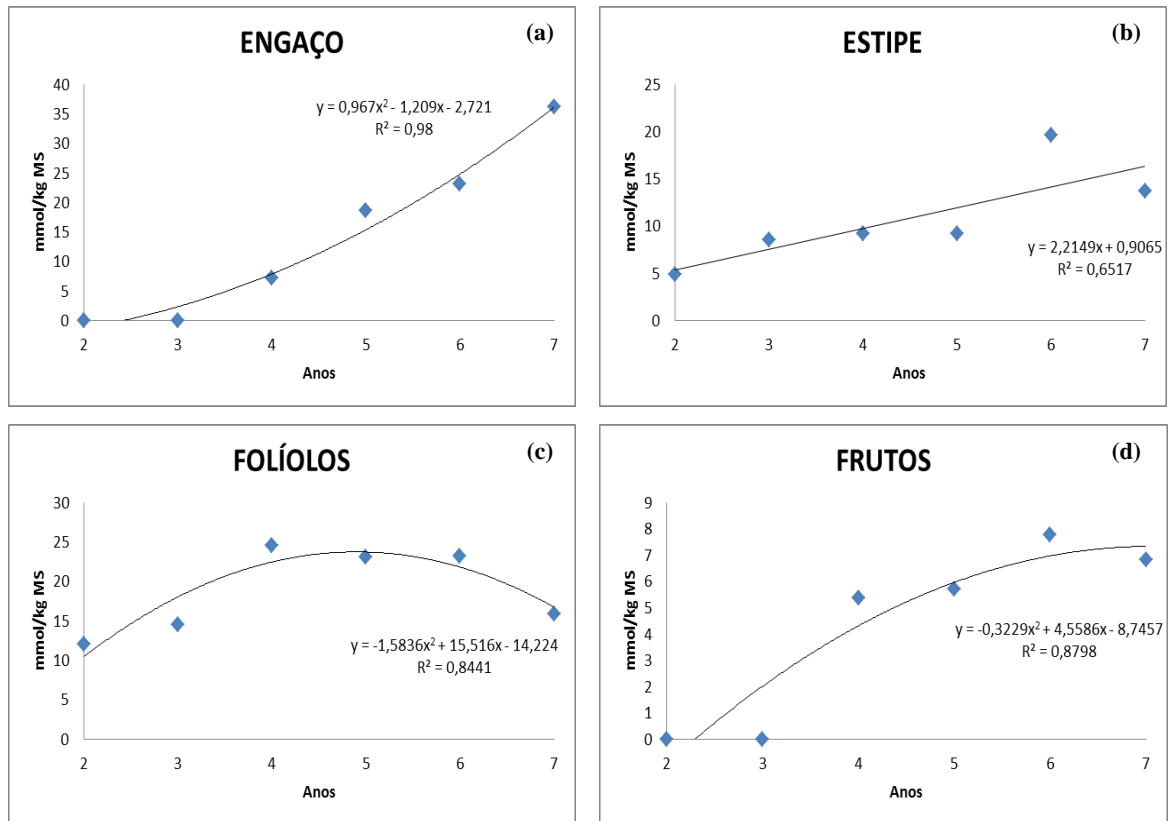 ENGAÇO
(a)
40
35
30
25
20
15
10
5
0
mmol/kg MS
y = 0,967x² - 1,209x - 2,721
R² = 0,98
2 3 4 5 6 7
Anos
ESTIPE
(b)
25
20
15
10
5
0
mmol/kg MS
y = 2,2149x + 0,9065
R² = 0,6517
2 3 4 5 6 7
Anos
FOLÍOLOS
(c)
30
25
20
15
10
5
0
mmol/kg MS
y = -1,5836x² + 15,516x - 14,224
R² = 0,8441
2 3 4 5 6 7
Anos
FRUTOS
(d)
9
8
7
6
5
4
3
2
1
0
mmol/kg MS
y = -0,3229x² + 4,5586x - 8,7457
R² = 0,8798
2 3 4 5 6 7
Anos